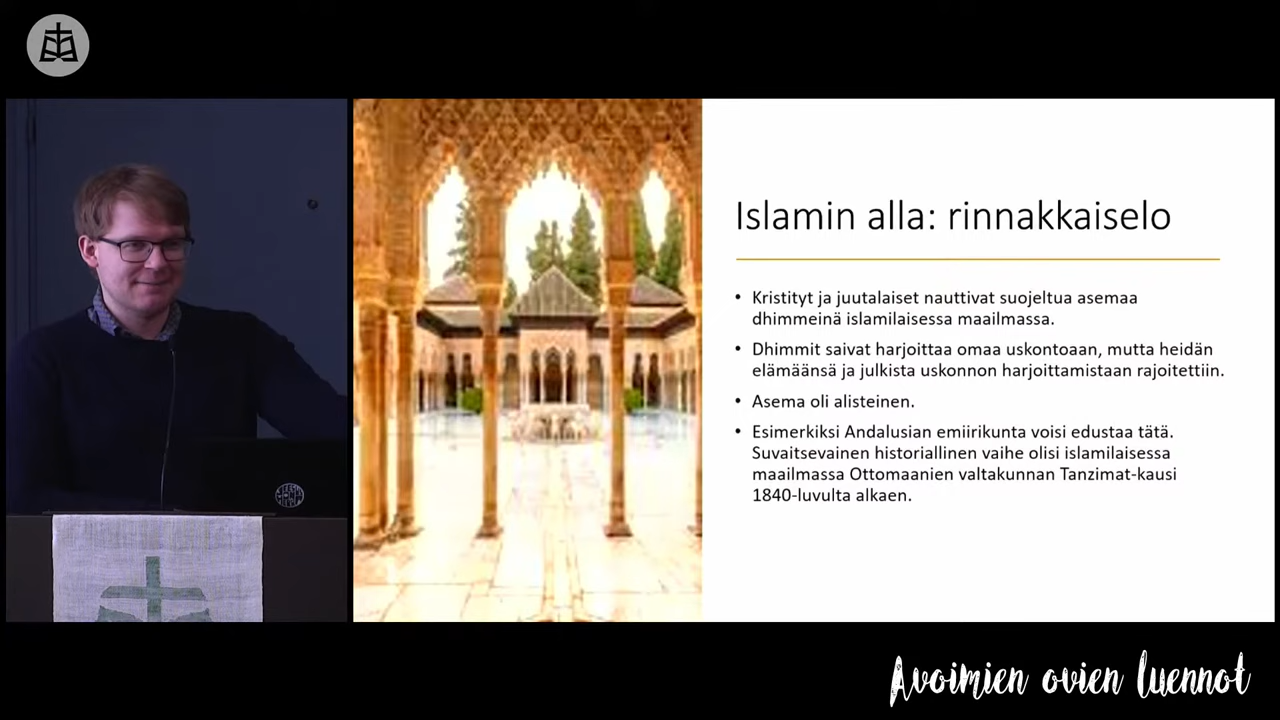 Islamin alla: rinnakkaiselo
• Kristityt ja juutalaiset nauttivat suojeltua asemaa
dhimmeinä islamilaisessa maailmassa.
• Dhimmit saivat harjoittaa omaa uskontoaan, mutta heidän
elämäänsä ja julkista uskonnon harjoittamistaan rajoitettiin.
• Asema oli alisteinen.
• Esimerkiksi Andalusian emiirikunta voisi edustaa tätä.
Suvaitsevainen historiallinen vaihe olisi islamilaisessa
maailmassa Ottomaanien valtakunnan Tanzimat-kausi
1840-luvulta alkaen.
Avoimien ovien luennot